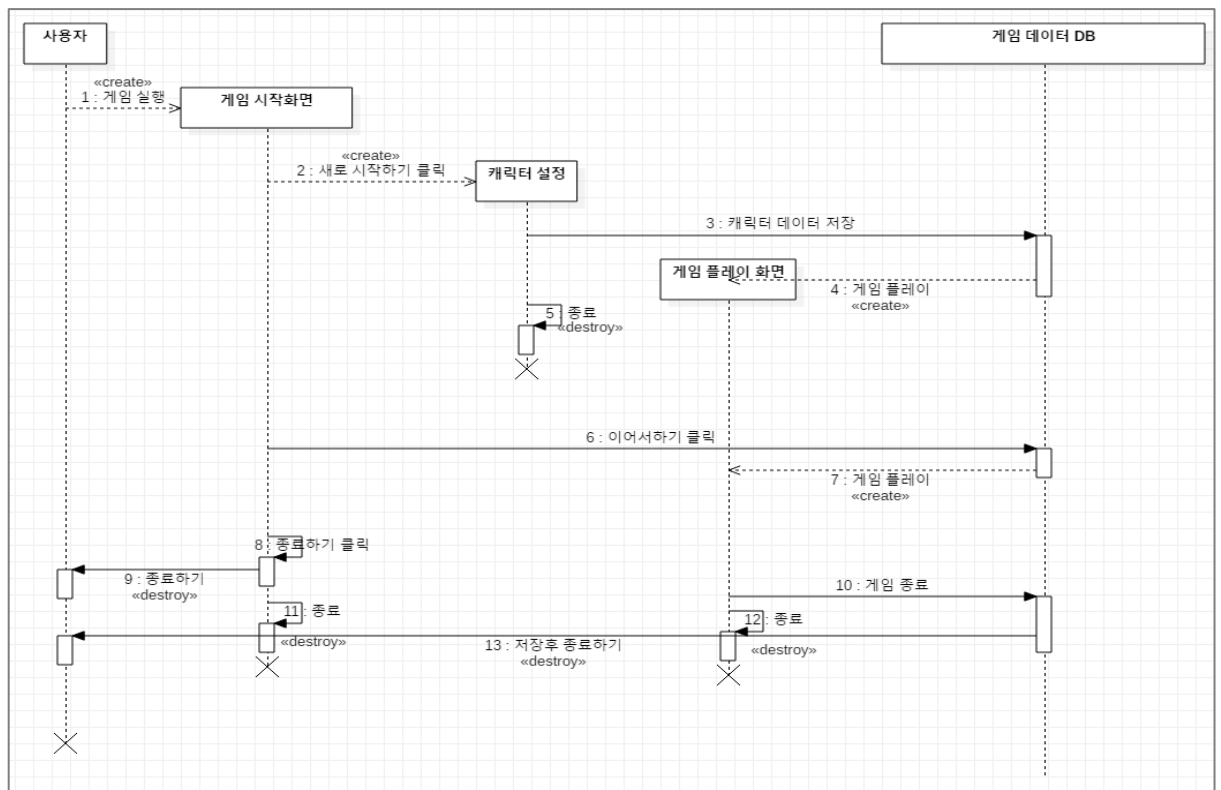 사용자
게임 데이터 DB
«create»
1 : 게임 실행
게임 시작화면
«create»
2 : 새로 시작하기 클릭
캐릭터 설정
3 : 캐릭터 데이터 저장
게임 플레이 화면
4 : 게임 플레이
«create»
5 : 종료
«destroy»
6 : 이어서하기 클릭
7 : 게임 플레이
«create»
8 : 종료하기 클릭
9 : 종료하기
«destroy»
10 : 게임 종료
11 : 종료
«destroy»
12 : 종료
«destroy»
13 : 저장후 종료하기
«destroy»